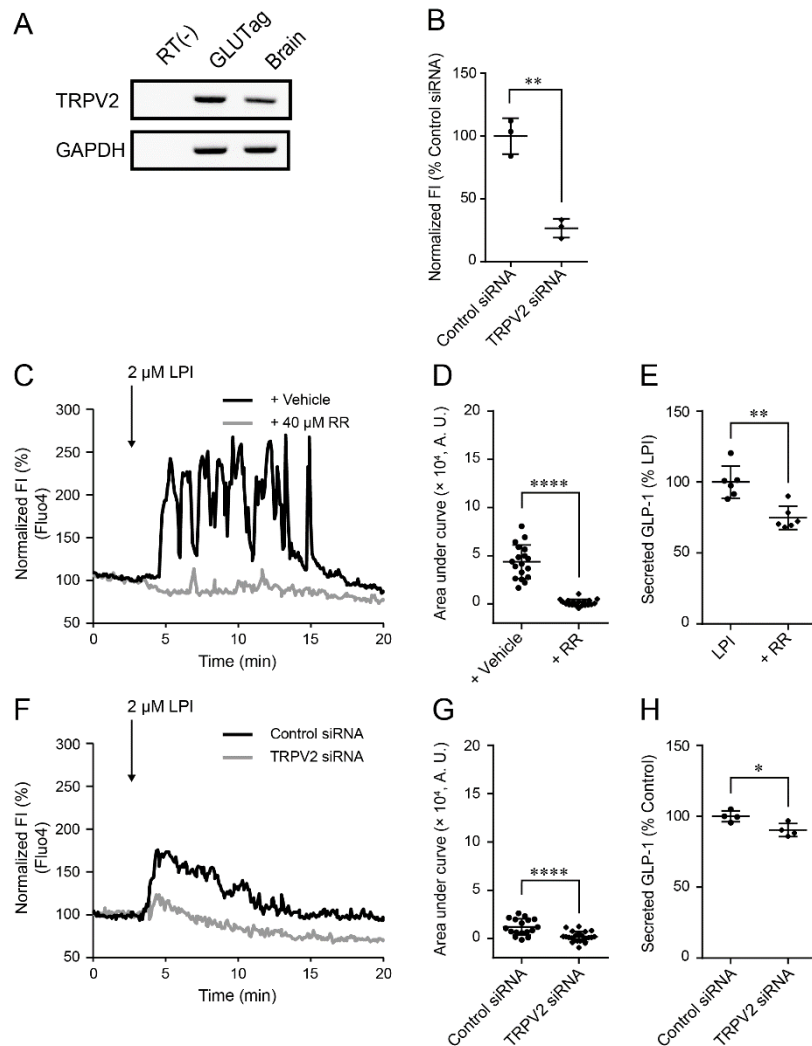 A
RT(-)
GLUTag
Brain
TRPV2
GAPDH
B
Normalized FI (% Control siRNA)
150
100
50
0
**
Control siRNA
TRPV2 siRNA
C
2 µM LPI
+ Vehicle
+ 40 µM RR
Normalized FI (%)
(Fluo4)
300
250
200
150
100
50
0
5
10
15
20
Time (min)
D
Area under curve (× 10⁴, A. U.)
20
15
10
5
0
****
+ Vehicle
+ RR
E
Secreted GLP-1 (% LPI)
150
100
50
0
**
LPI
+ RR
F
2 µM LPI
Control siRNA
TRPV2 siRNA
Normalized FI (%)
(Fluo4)
300
250
200
150
100
50
0
5
10
15
20
Time (min)
G
Area under curve (× 10⁴, A. U.)
20
15
10
5
0
****
Control siRNA
TRPV2 siRNA
H
Secreted GLP-1 (% Control)
150
100
50
0
*
Control siRNA
TRPV2 siRNA